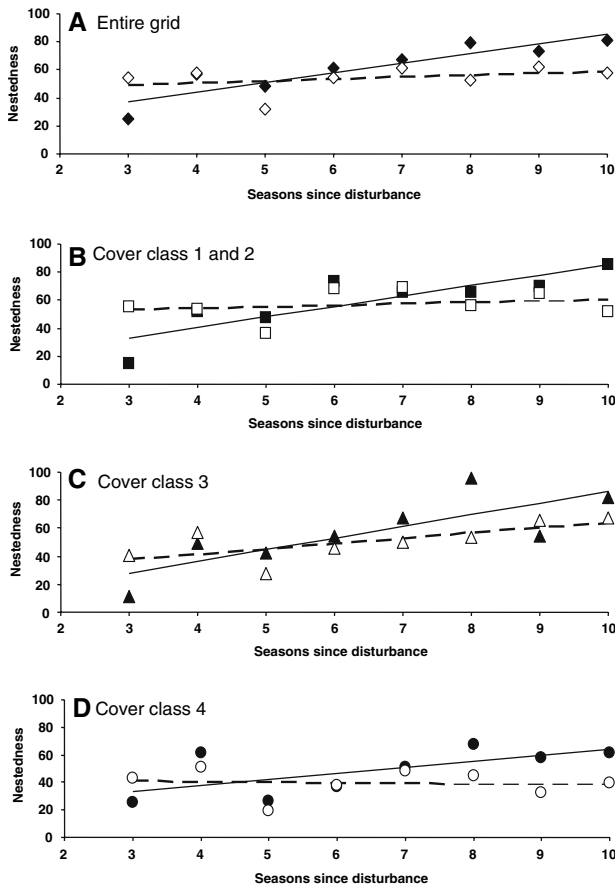 A Entire grid
Nestedness
100
80
60
40
20
0
2 3 4 5 6 7 8 9 10
Seasons since disturbance
B Cover class 1 and 2
Nestedness
100
80
60
40
20
0
2 3 4 5 6 7 8 9 10
Seasons since disturbance
C Cover class 3
Nestedness
100
80
60
40
20
0
2 3 4 5 6 7 8 9 10
Seasons since disturbance
D Cover class 4
Nestedness
100
80
60
40
20
0
2 3 4 5 6 7 8 9 10
Seasons since disturbance